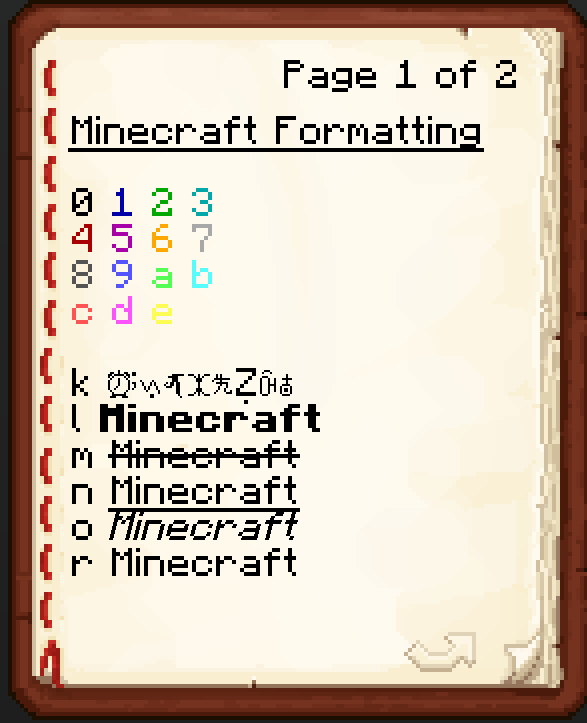 Page 1 of 2
Minecraft Formatting
0 1 2 3
4 5 6 7
8 9 a b
c d e
k
l Minecraft
m Minecraft
n Minecraft
o Minecraft
r Minecraft